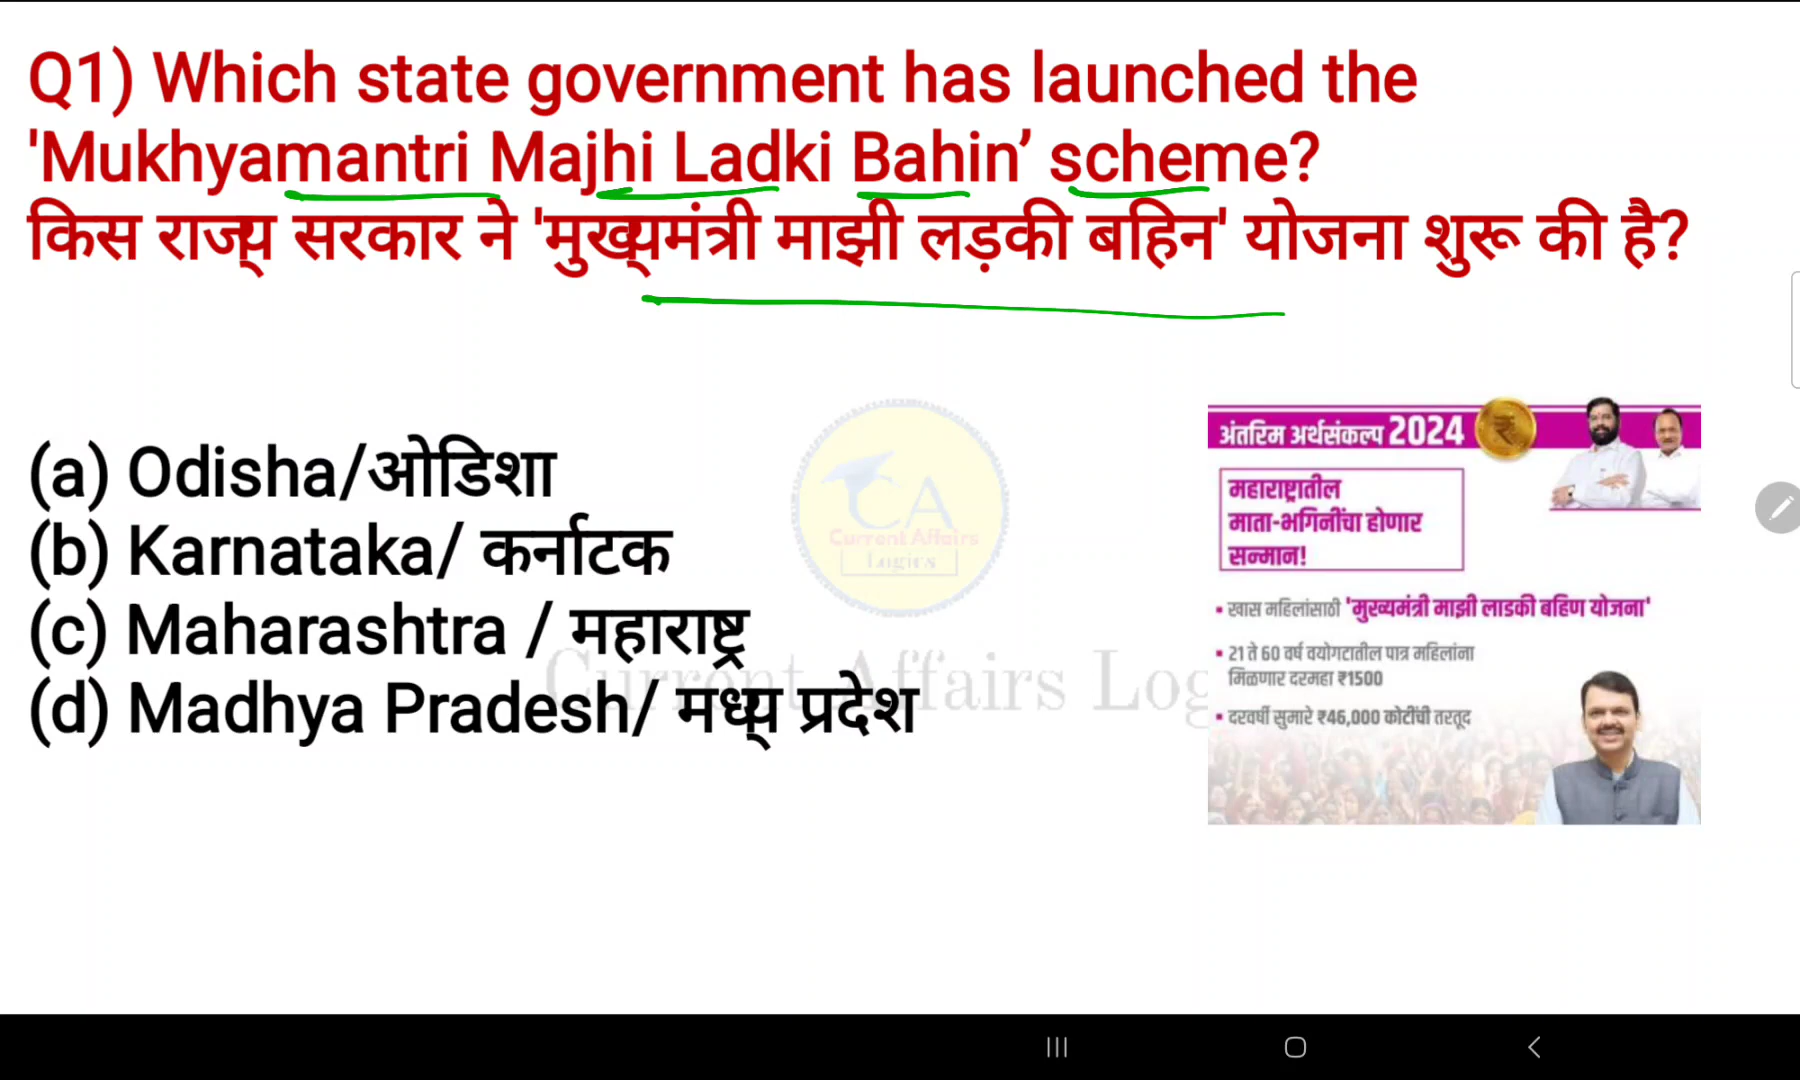 Q1) Which state government has launched the
'Mukhyamantri Majhi Ladki Bahin’ scheme?
किस राज्य सरकार ने 'मुख्यमंत्री माझी लड़की बहिन' योजना शुरू की है?
(a) Odisha/ओडिशा
(b) Karnataka/ कर्नाटक
(c) Maharashtra / महाराष्ट्र
(d) Madhya Pradesh/ मध्य प्रदेश
CA
Current Affairs
Logics
Current Affairs Log
अंतरिम अर्थसंकल्प 2024
महाराष्ट्रातील
माता-भगिनींचा होणार
सन्मान!
▪ खास महिलांसाठी 'मुख्यमंत्री माझी लाडकी बहिण योजना'
▪ 21 ते 60 वर्ष वयोगटातील पात्र महिलांना
मिळणार दरमहा ₹1500
▪ दरवर्षी सुमारे ₹46,000 कोटींची तरतूद